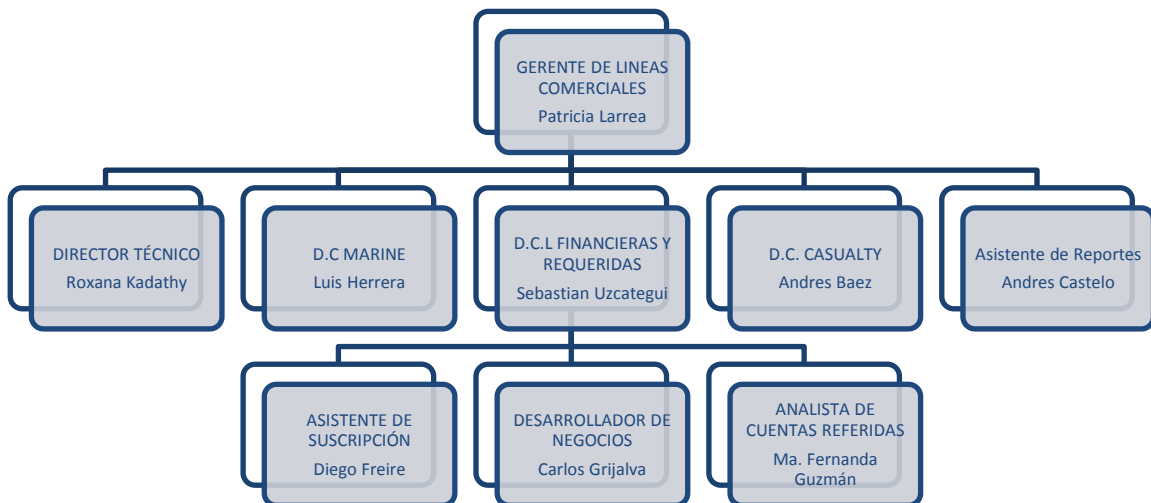 GERENTE DE LINEAS
COMERCIALES
Patricia Larrea
DIRECTOR TÉCNICO
Roxana Kadathy
D.C MARINE
Luis Herrera
D.C.L FINANCIERAS Y
REQUERIDAS
Sebastian Uzcategui
D.C. CASUALTY
Andres Baez
Asistente de Reportes
Andres Castelo
ASISTENTE DE
SUSCRIPCIÓN
Diego Freire
DESARROLLADOR DE
NEGOCIOS
Carlos Grijalva
ANALISTA DE
CUENTAS REFERIDAS
Ma. Fernanda
Guzmán